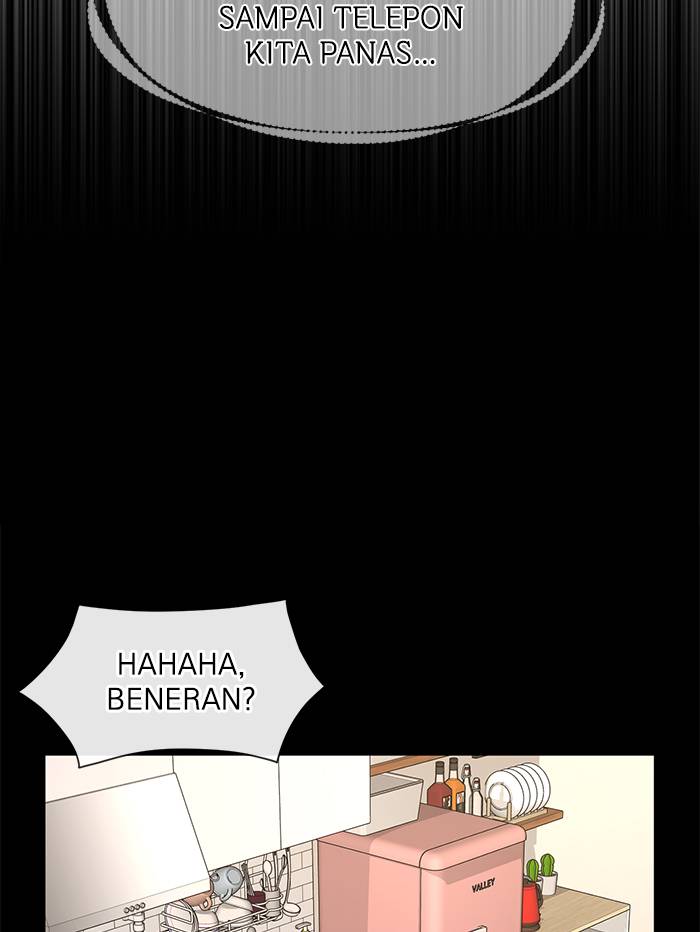 SAMPAI TELEPON
KITA PANAS...
HAHAHA,
BENERAN?
VALLEY